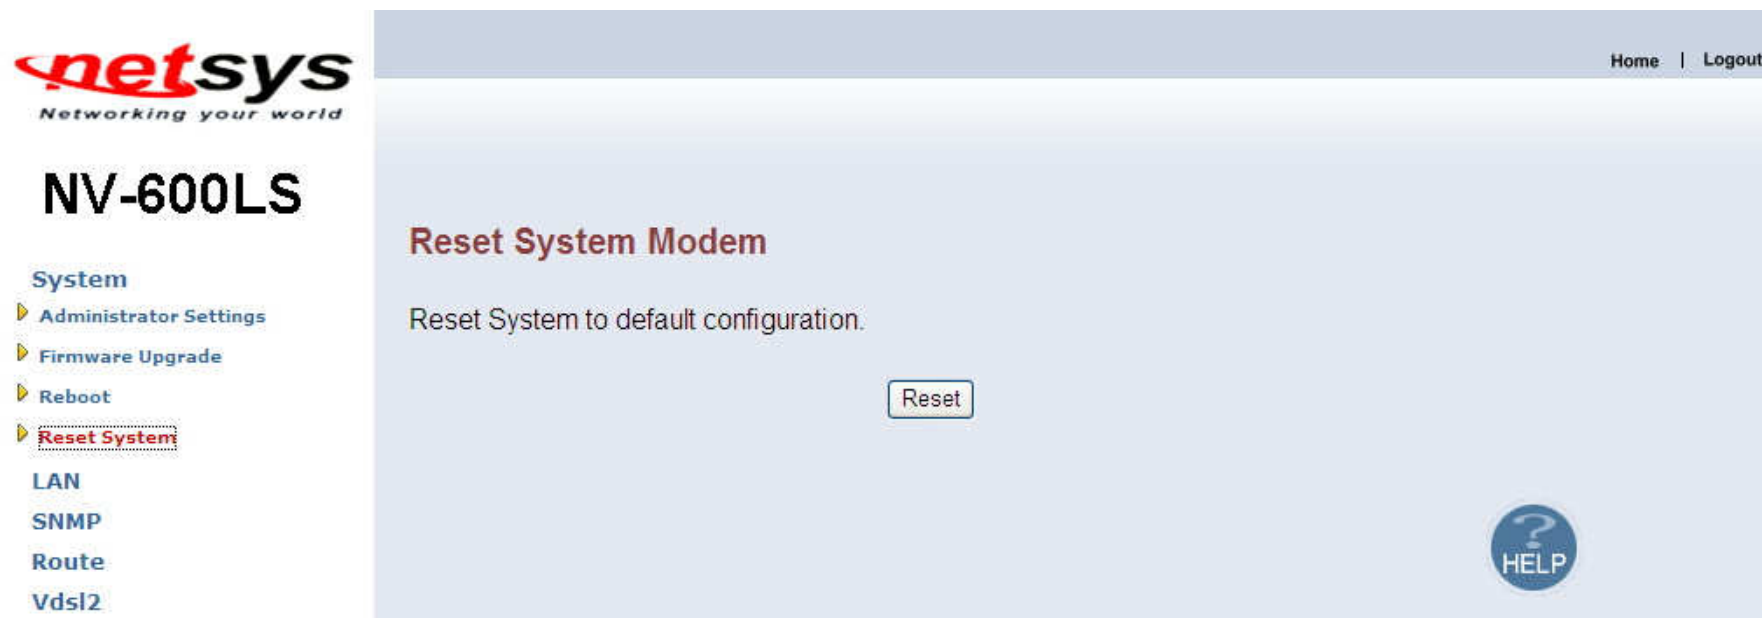 netsys
Networking your world
Home | Logout
NV-600LS
System
Administrator Settings
Firmware Upgrade
Reboot
Reset System
LAN
SNMP
Route
Vdsl2
Reset System Modem
Reset System to default configuration.
Reset
?
HELP